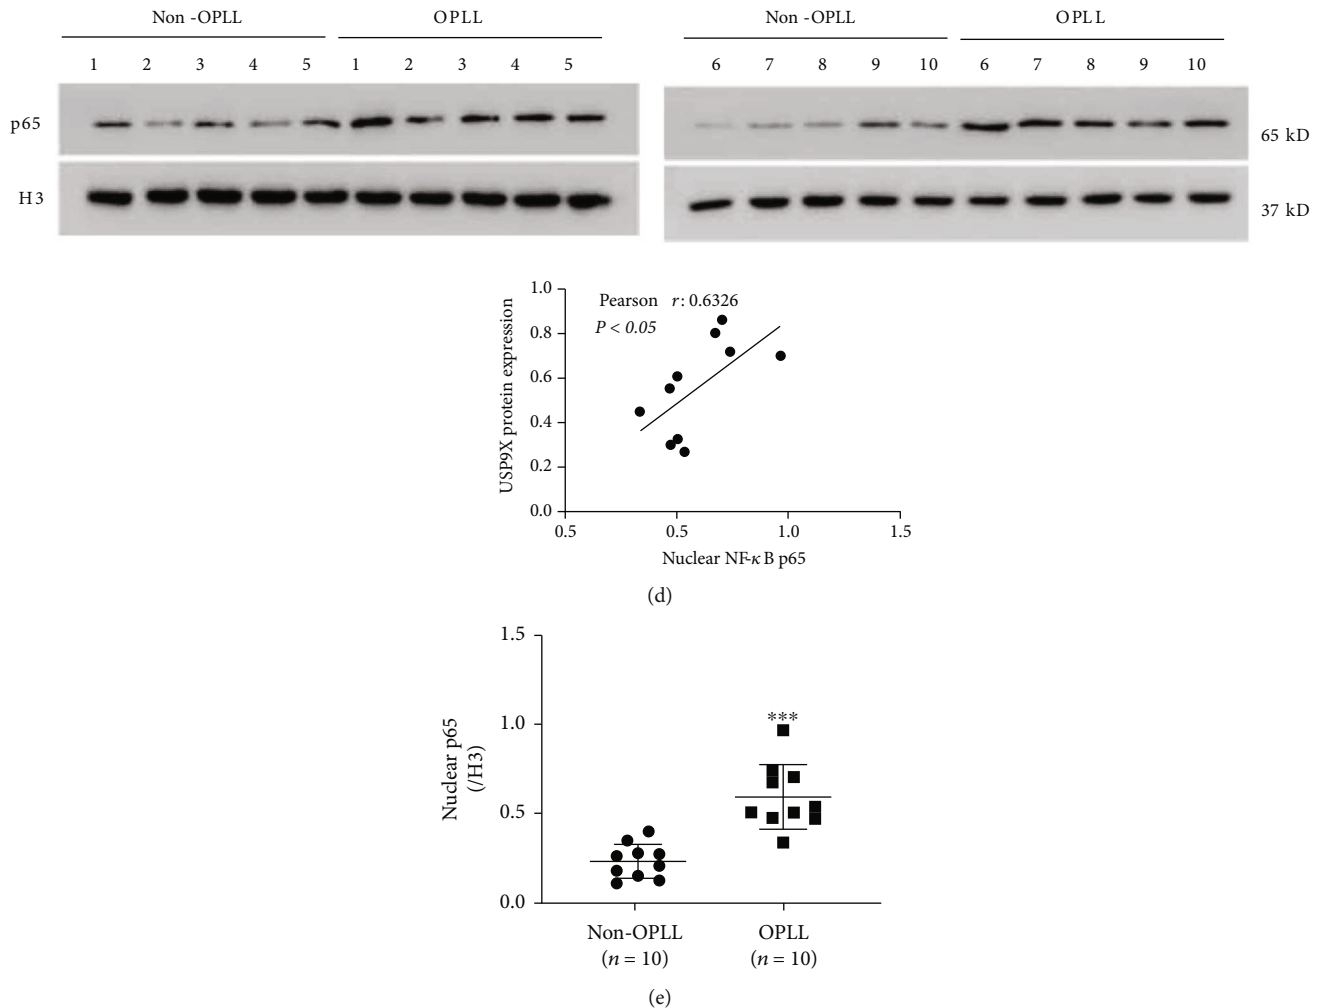 Non -OPLL OPLL Non -OPLL OPLL
1 2 3 4 5 1 2 3 4 5 6 7 8 9 10 6 7 8 9 10
p65 65 kD
H3 37 kD
1.0
0.8
0.6
0.4
0.2
0.0
USP9X protein expression
Pearson r: 0.6326
P < 0.05
0.5 0.5 1.0 1.5
Nuclear NF-κB p65
(d)
1.5
1.0
0.5
0.0
Nuclear p65
(/H3)
***
Non-OPLL OPLL
(n = 10) (n = 10)
(e)